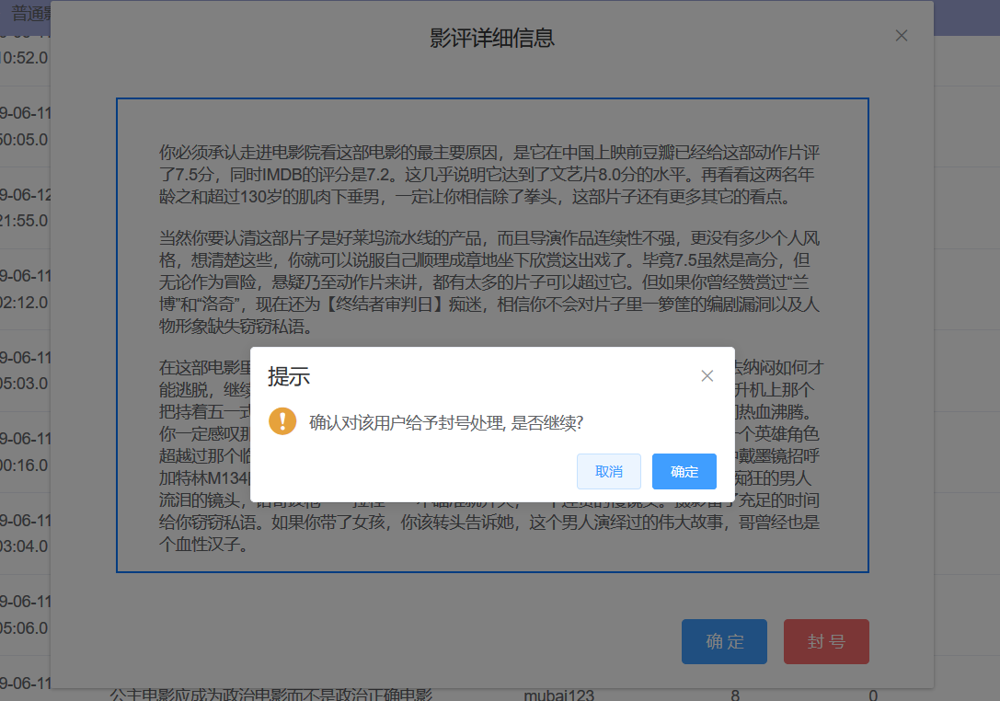 普通影
影评详细信息
10:52.0
你必须承认走进电影院看这部电影的最主要原因，是它在中国上映前豆瓣已经给这部动作片评
了7.5分，同时IMDB的评分是7.2。这几乎说明它达到了文艺片8.0分的水平。再看看这两名年
龄之和超过130岁的肌肉下垂男，一定让你相信除了拳头，这部片子还有更多其它的看点。
当然你要认清这部片子是好莱坞流水线的产品，而且导演作品连续性不强，更没有多少个人风
格，想清楚这些，你就可以说服自己顺理成章地坐下欣赏这出戏了。毕竟7.5虽然是高分，但
无论作为冒险，悬疑乃至动作片来讲，都有太多的片子可以超过它。但如果你曾经赞赏过“兰
博”和“洛奇”，现在还为【终结者审判日】痴迷，相信你不会对片子里一箩筐的编剧漏洞以及人
物形象缺失窃窃私语。
在这部电影里
去纳闷如何才
能逃脱，继续
升机上那个
把持着五一式
热血沸腾。
你一定感叹那
一个英雄角色
超越过那个临
戴墨镜招呼
加特林M134
痴狂的男人
流泪的镜头，
充足的时间
给你窃窃私语。如果你带了女孩，你该转头告诉她，这个男人演绎过的伟大故事，哥曾经也是
个血性汉子。
9-06-11
50:05.0
9-06-12
21:55.0
9-06-11
02:12.0
9-06-11
05:03.0
9-06-11
00:16.0
9-06-11
03:04.0
9-06-11
05:06.0
9-06-11
提示
确认对该用户给予封号处理, 是否继续?
取消
确定
确 定
封 号
公主电影应成为政治电影而不是政治正确电影
mubai123
8
0